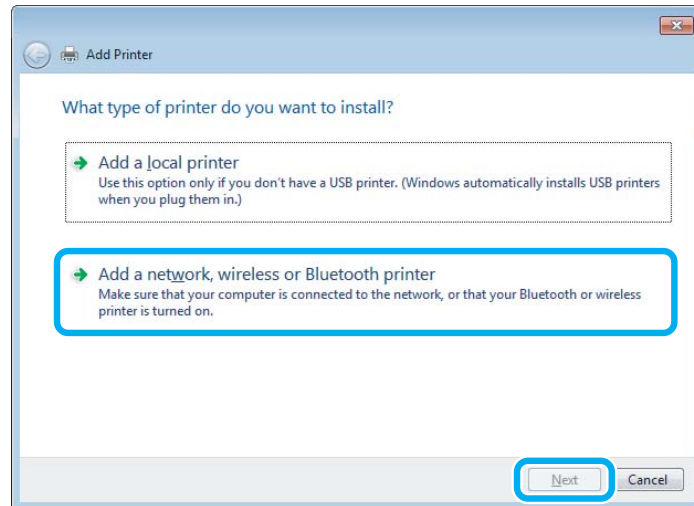 Add Printer
What type of printer do you want to install?
Add a local printer
Use this option only if you don't have a USB printer. (Windows automatically installs USB printers
when you plug them in.)
Add a network, wireless or Bluetooth printer
Make sure that your computer is connected to the network, or that your Bluetooth or wireless
printer is turned on.
Next
Cancel